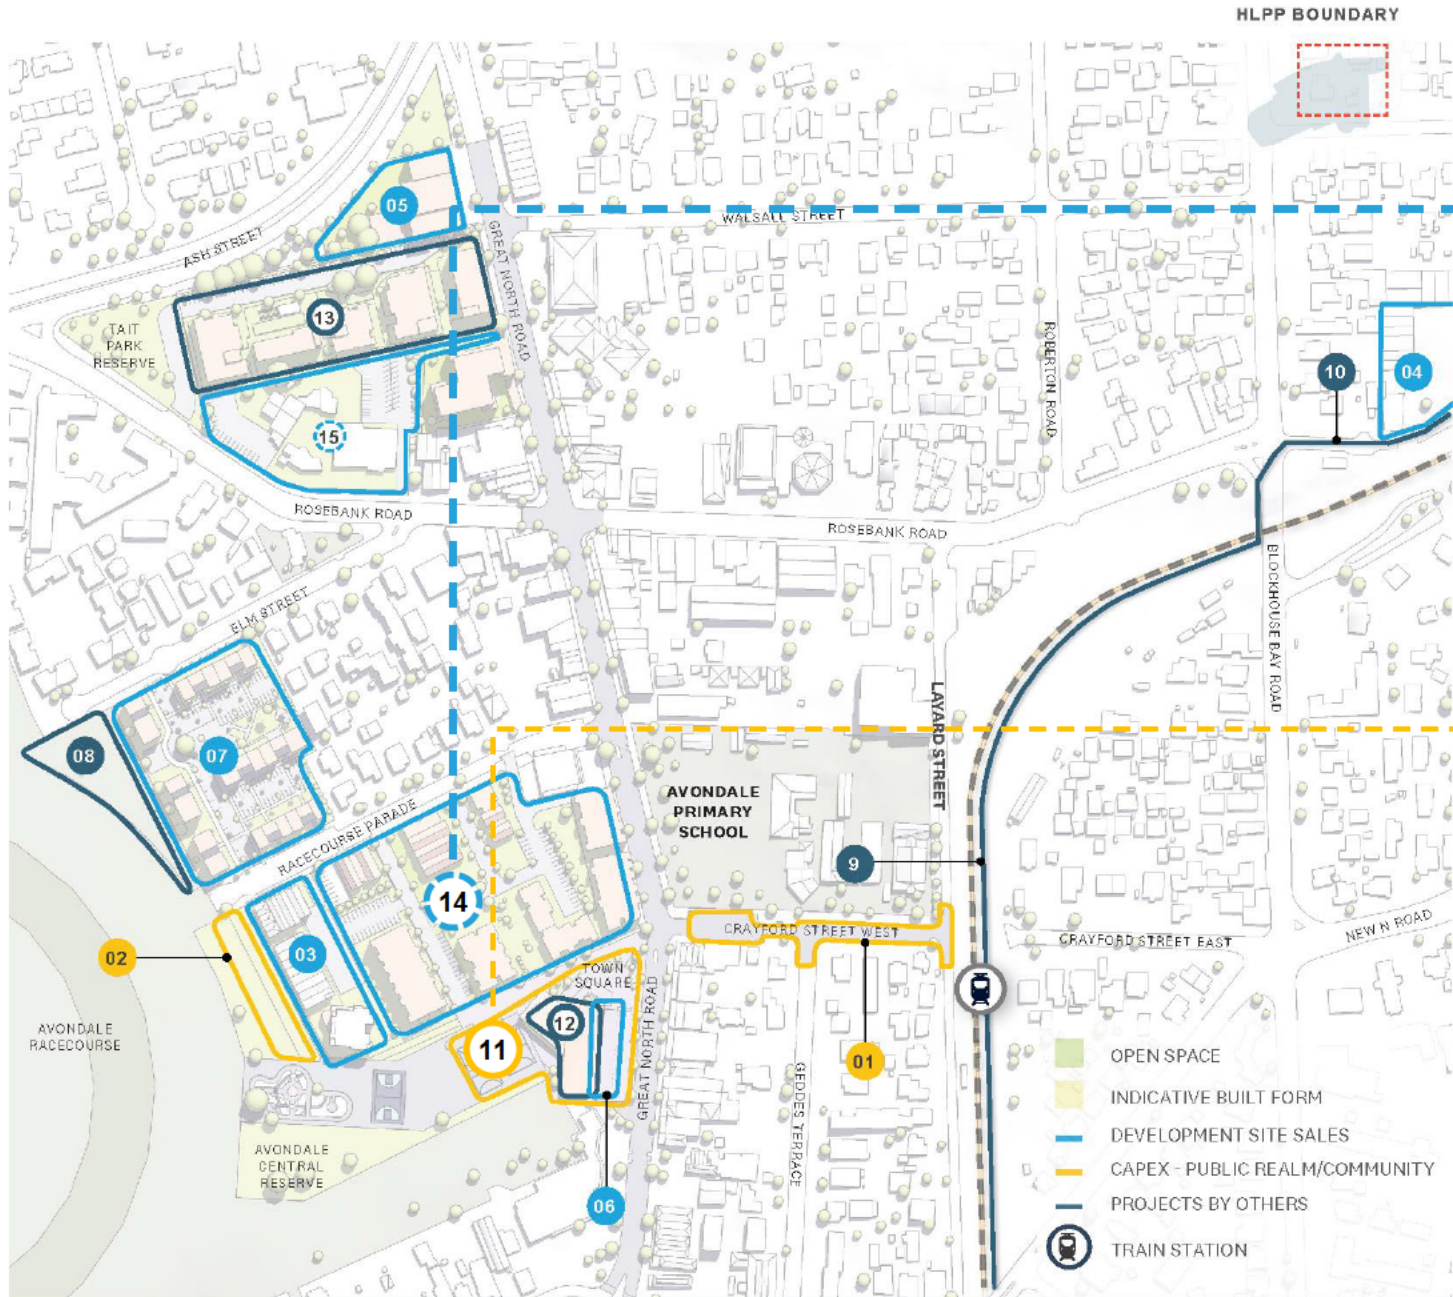 HLPP BOUNDARY
05
WALSALL STREET
ASH STREET
GREAT NORTH ROAD
13
TAIT
PARK
RESERVE
ROBERTON ROAD
10
04
15
ROSEBANK ROAD
ROSEBANK ROAD
BLOCKHOUSE BAY ROAD
ELM STREET
LAYARD STREET
08
07
AVONDALE
PRIMARY
SCHOOL
RACECOURSE PARADE
9
14
CRAYFORD STREET WEST
CRAYFORD STREET EAST
NEW N ROAD
02
03
TOWN
SQUARE
GREAT NORTH ROAD
12
AVONDALE
RACECOURSE
11
01
GEDDES TERRACE
AVONDALE
CENTRAL
RESERVE
06
OPEN SPACE
INDICATIVE BUILT FORM
DEVELOPMENT SITE SALES
CAPEX - PUBLIC REALM/COMMUNITY
PROJECTS BY OTHERS
TRAIN STATION